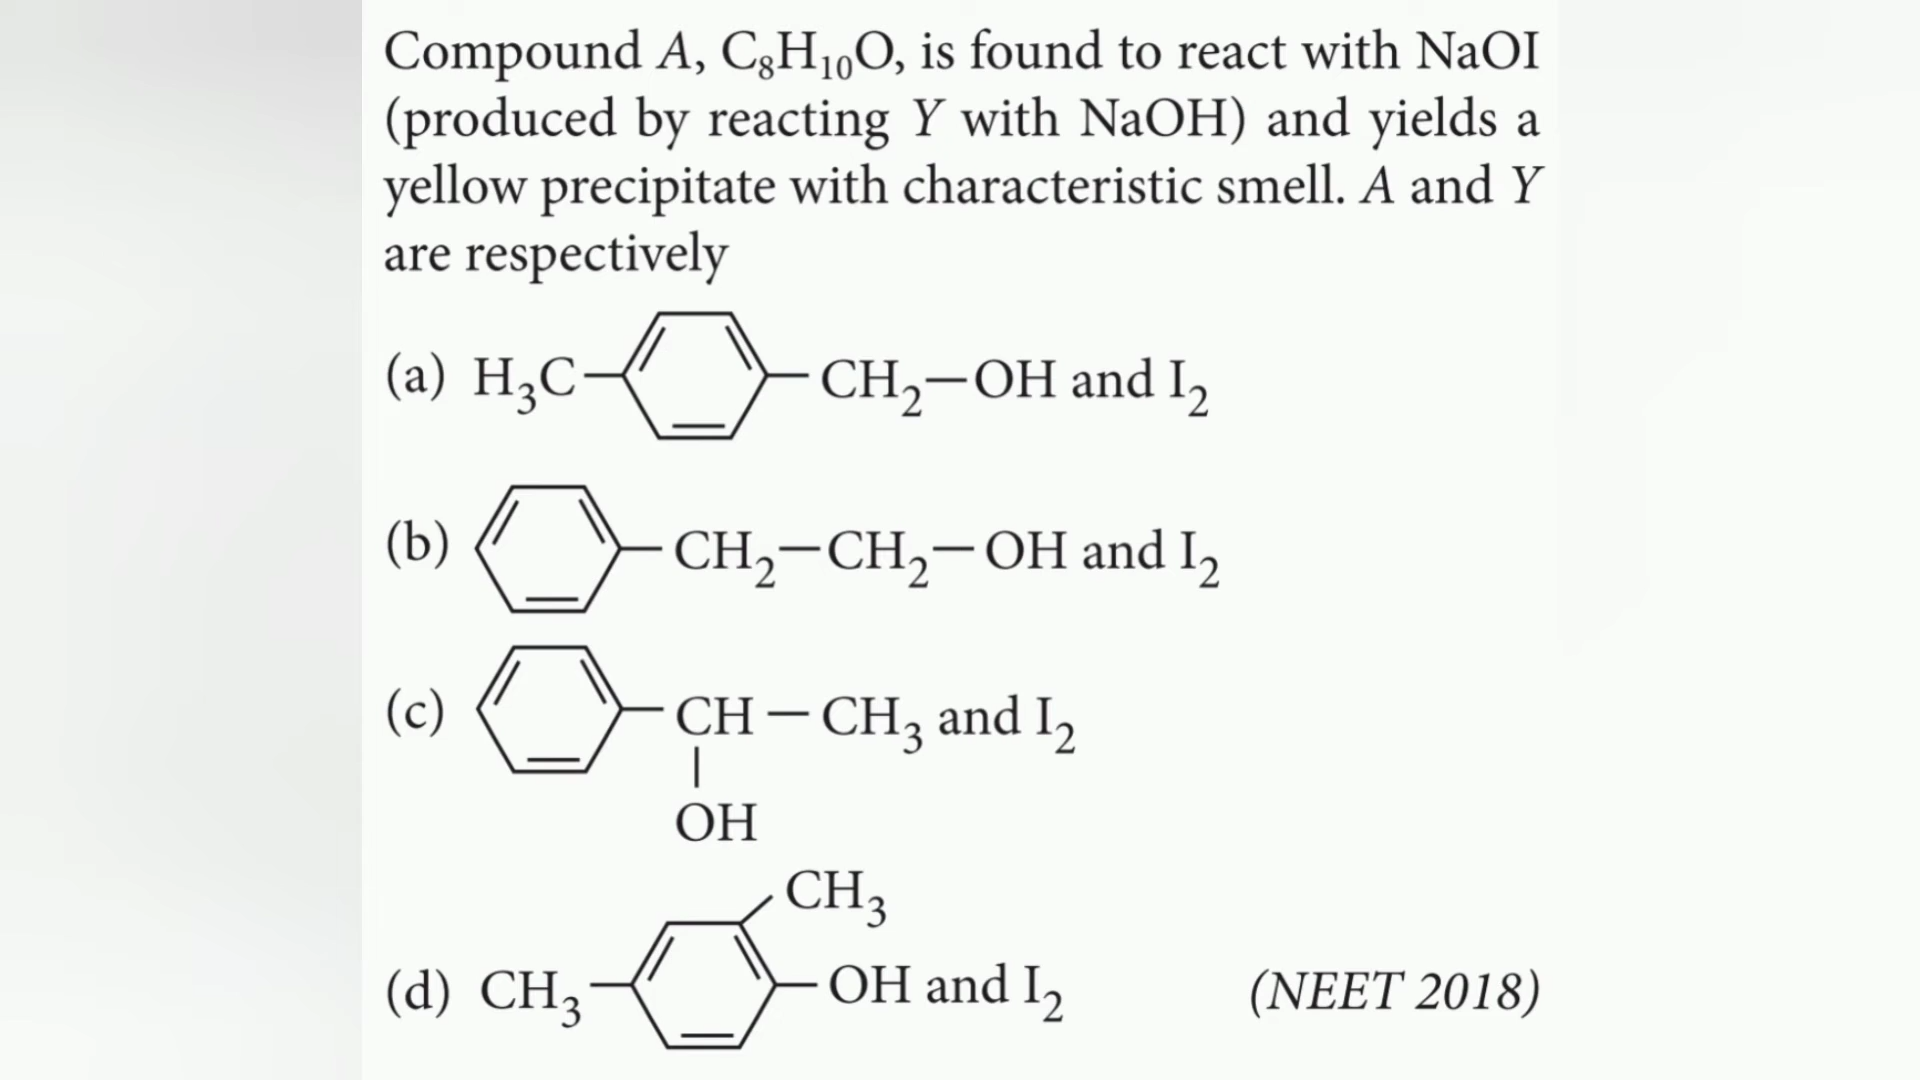 Compound A, C₈H₁₀O, is found to react with NaOI
(produced by reacting Y with NaOH) and yields a
yellow precipitate with characteristic smell. A and Y
are respectively
(a) H₃C— —CH₂—OH and I₂
(b) —CH₂—CH₂—OH and I₂
(c) —CH—CH₃ and I₂
OH
CH₃
(d) CH₃— —OH and I₂ (NEET 2018)